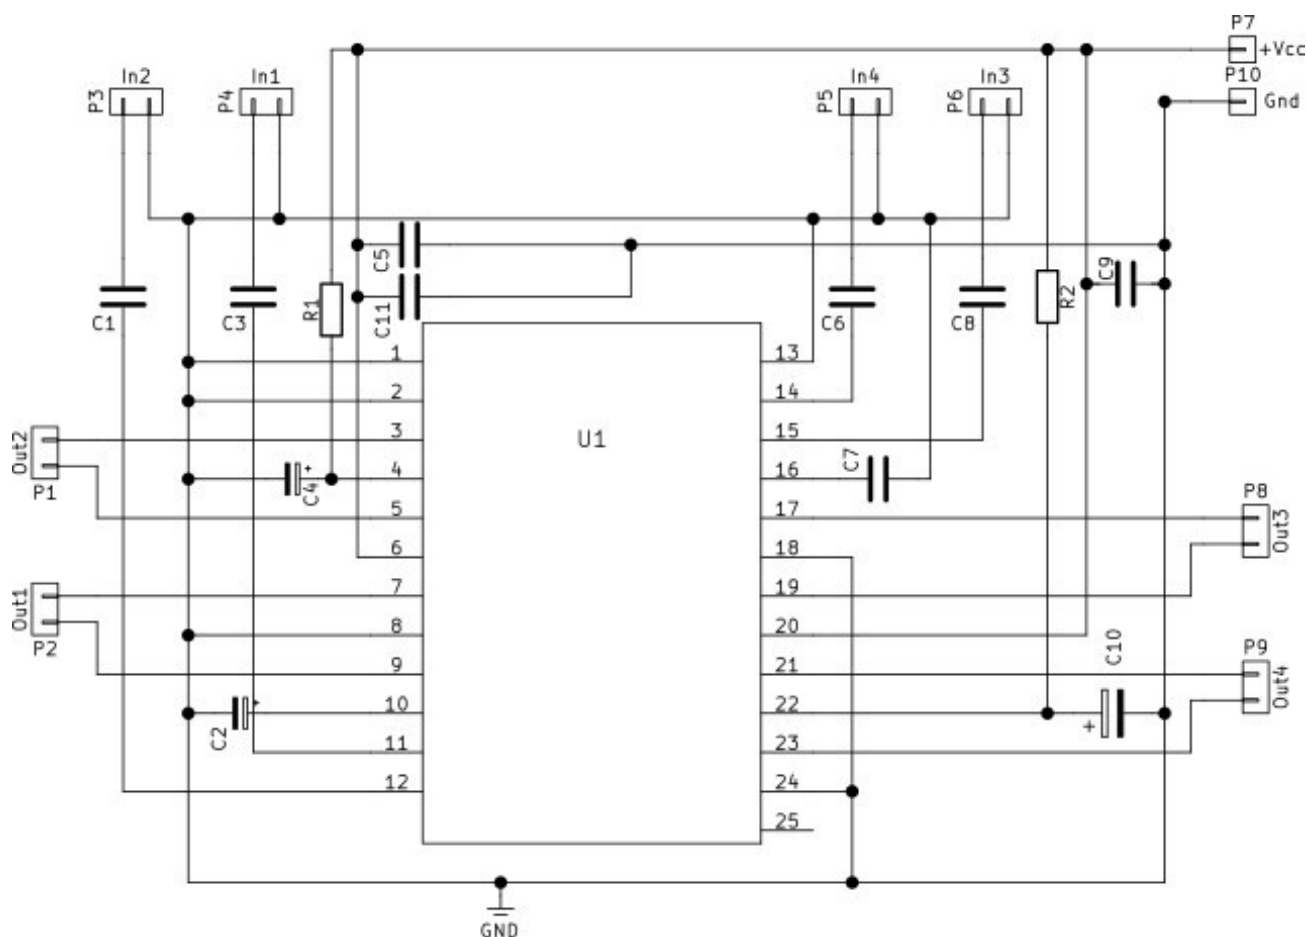 P7
+Vcc
P10
Gnd
In2
P3
In1
P4
In4
P5
In3
P6
C5
C11
C9
R1
R2
C1
C3
C6
C8
1
13
2
14
U1
Out2
P1
3
15
C4
+
4
16
C7
P8
Out3
5
17
6
18
Out1
P2
7
19
8
20
C10
+
P9
Out4
9
21
C2
+
10
22
11
23
12
24
25
GND